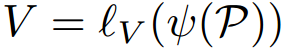 V = ℓ_V(ψ(𝒫))